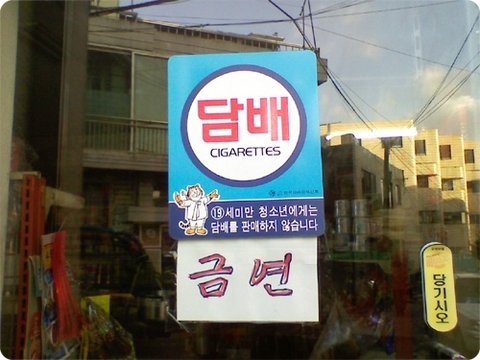 담배
CIGARETTES
⑲세미만 청소년에게는
담배를 판매하지 않습니다
금연
당기시오